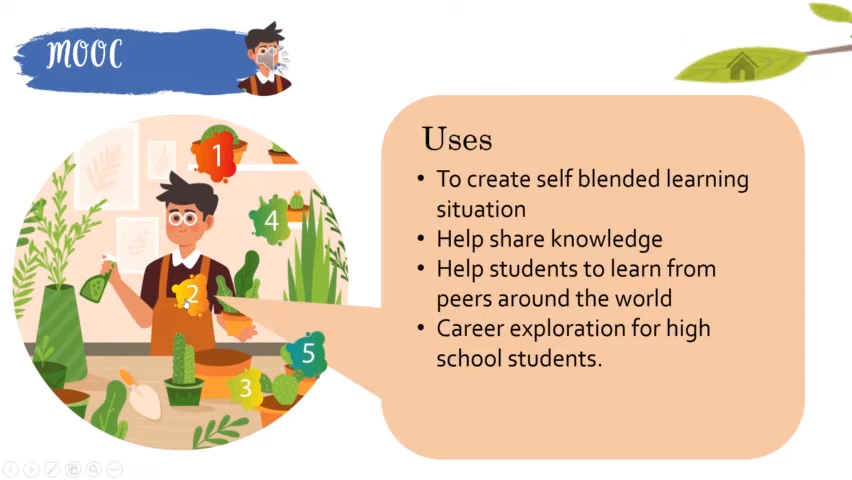 MOOC
1
4
2
5
3
Uses
• To create self blended learning
situation
• Help share knowledge
• Help students to learn from
peers around the world
• Career exploration for high
school students.